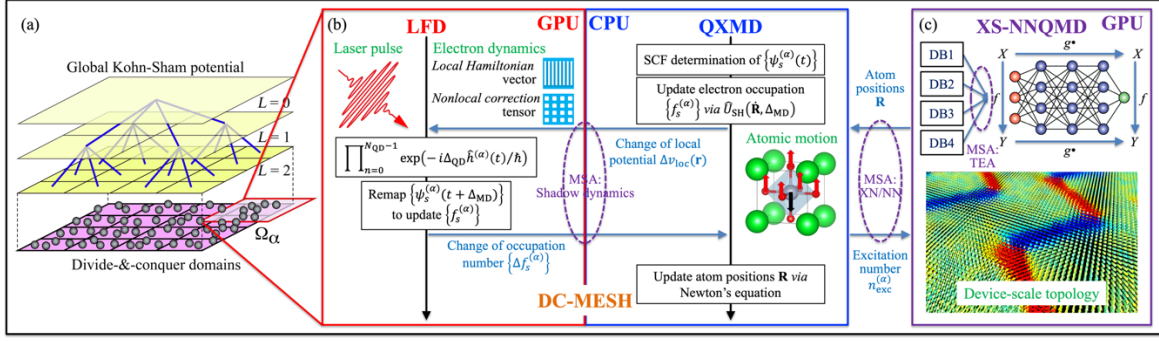 (a)
Global Kohn-Sham potential
L = 0
L = 1
L = 2
Ωα
Divide-&-conquer domains
(b)
LFD
GPU
CPU
QXMD
Laser pulse
Electron dynamics
Local Hamiltonian
vector
Nonlocal correction
tensor
∏_{n=0}^{N_QD−1} exp(−iΔ_QD ĥ^(α)(t)/ħ)
Remap {ψ_s^(α)(t + Δ_MD)}
to update {f_s^(α)}
Change of occupation
number {Δf_s^(α)}
MSA:
Shadow dynamics
Change of local
potential Δv_loc(r)
SCF determination of {ψ_s^(α)(t)}
Update electron occupation
{f_s^(α)} via Û_SH(Ṙ, Δ_MD)
Atomic motion
Update atom positions R via
Newton's equation
DC-MESH
Atom
positions
R
MSA:
XN/NN
Excitation
number
n_exc^(α)
(c)
XS-NNQMD
GPU
DB1
DB2
DB3
DB4
MSA:
TEA
X
g•
X
f
f
Y
g•
Y
Device-scale topology